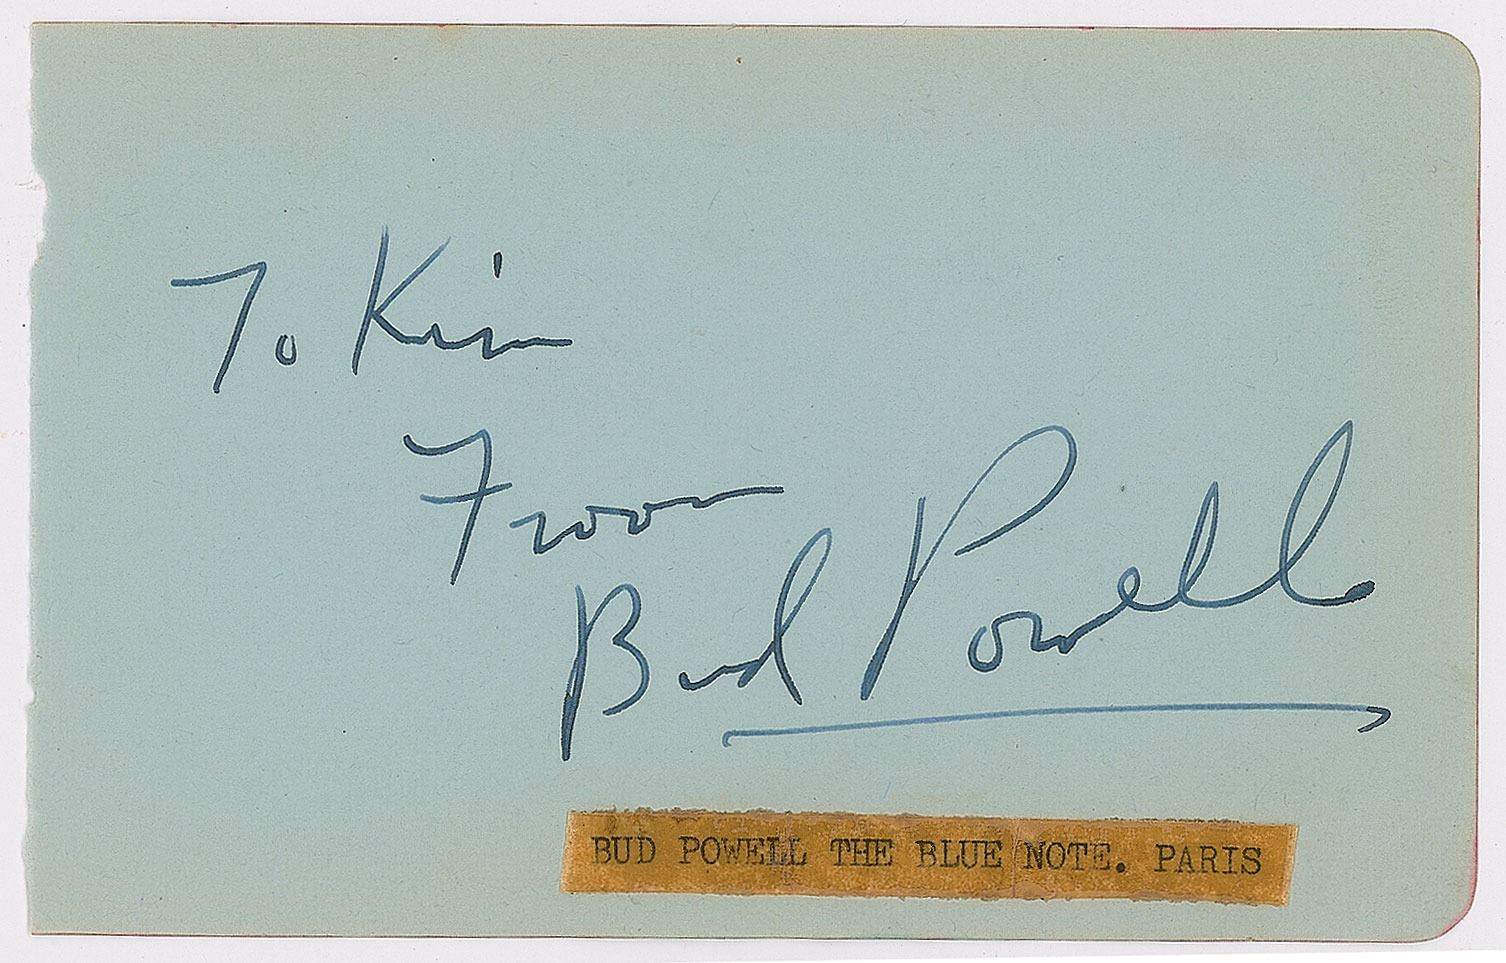 To Kim
From
Bud Powell
BUD POWELL THE BLUE NOTE. PARIS